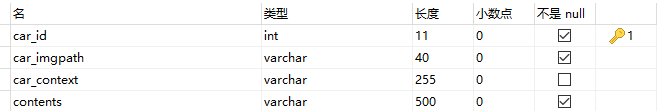 名 类型 长度 小数点 不是 null
car_id int 11 0 1
car_imgpath varchar 40 0
car_context varchar 255 0
contents varchar 500 0